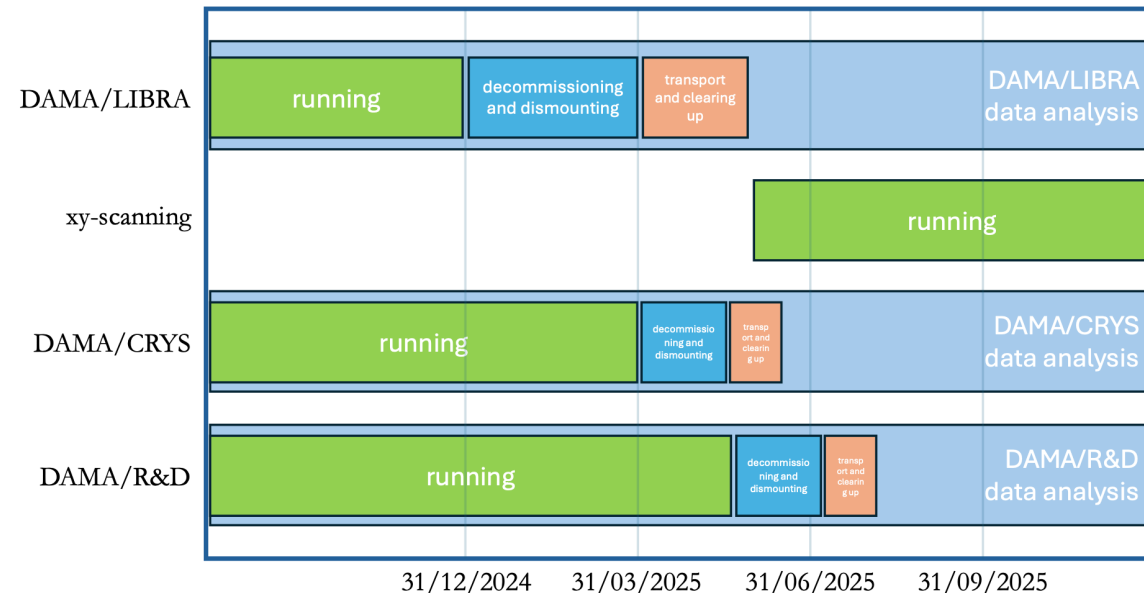 DAMA/LIBRA
running
decommissioning
and dismounting
transport
and clearing
up
DAMA/LIBRA
data analysis
xy-scanning
running
DAMA/CRYS
running
decommissio
ning and
dismounting
transp
ort and
clearin
g up
DAMA/CRYS
data analysis
DAMA/R&D
running
decommissio
ning and
dismounting
transp
ort and
clearin
g up
DAMA/R&D
data analysis
31/12/2024
31/03/2025
31/06/2025
31/09/2025